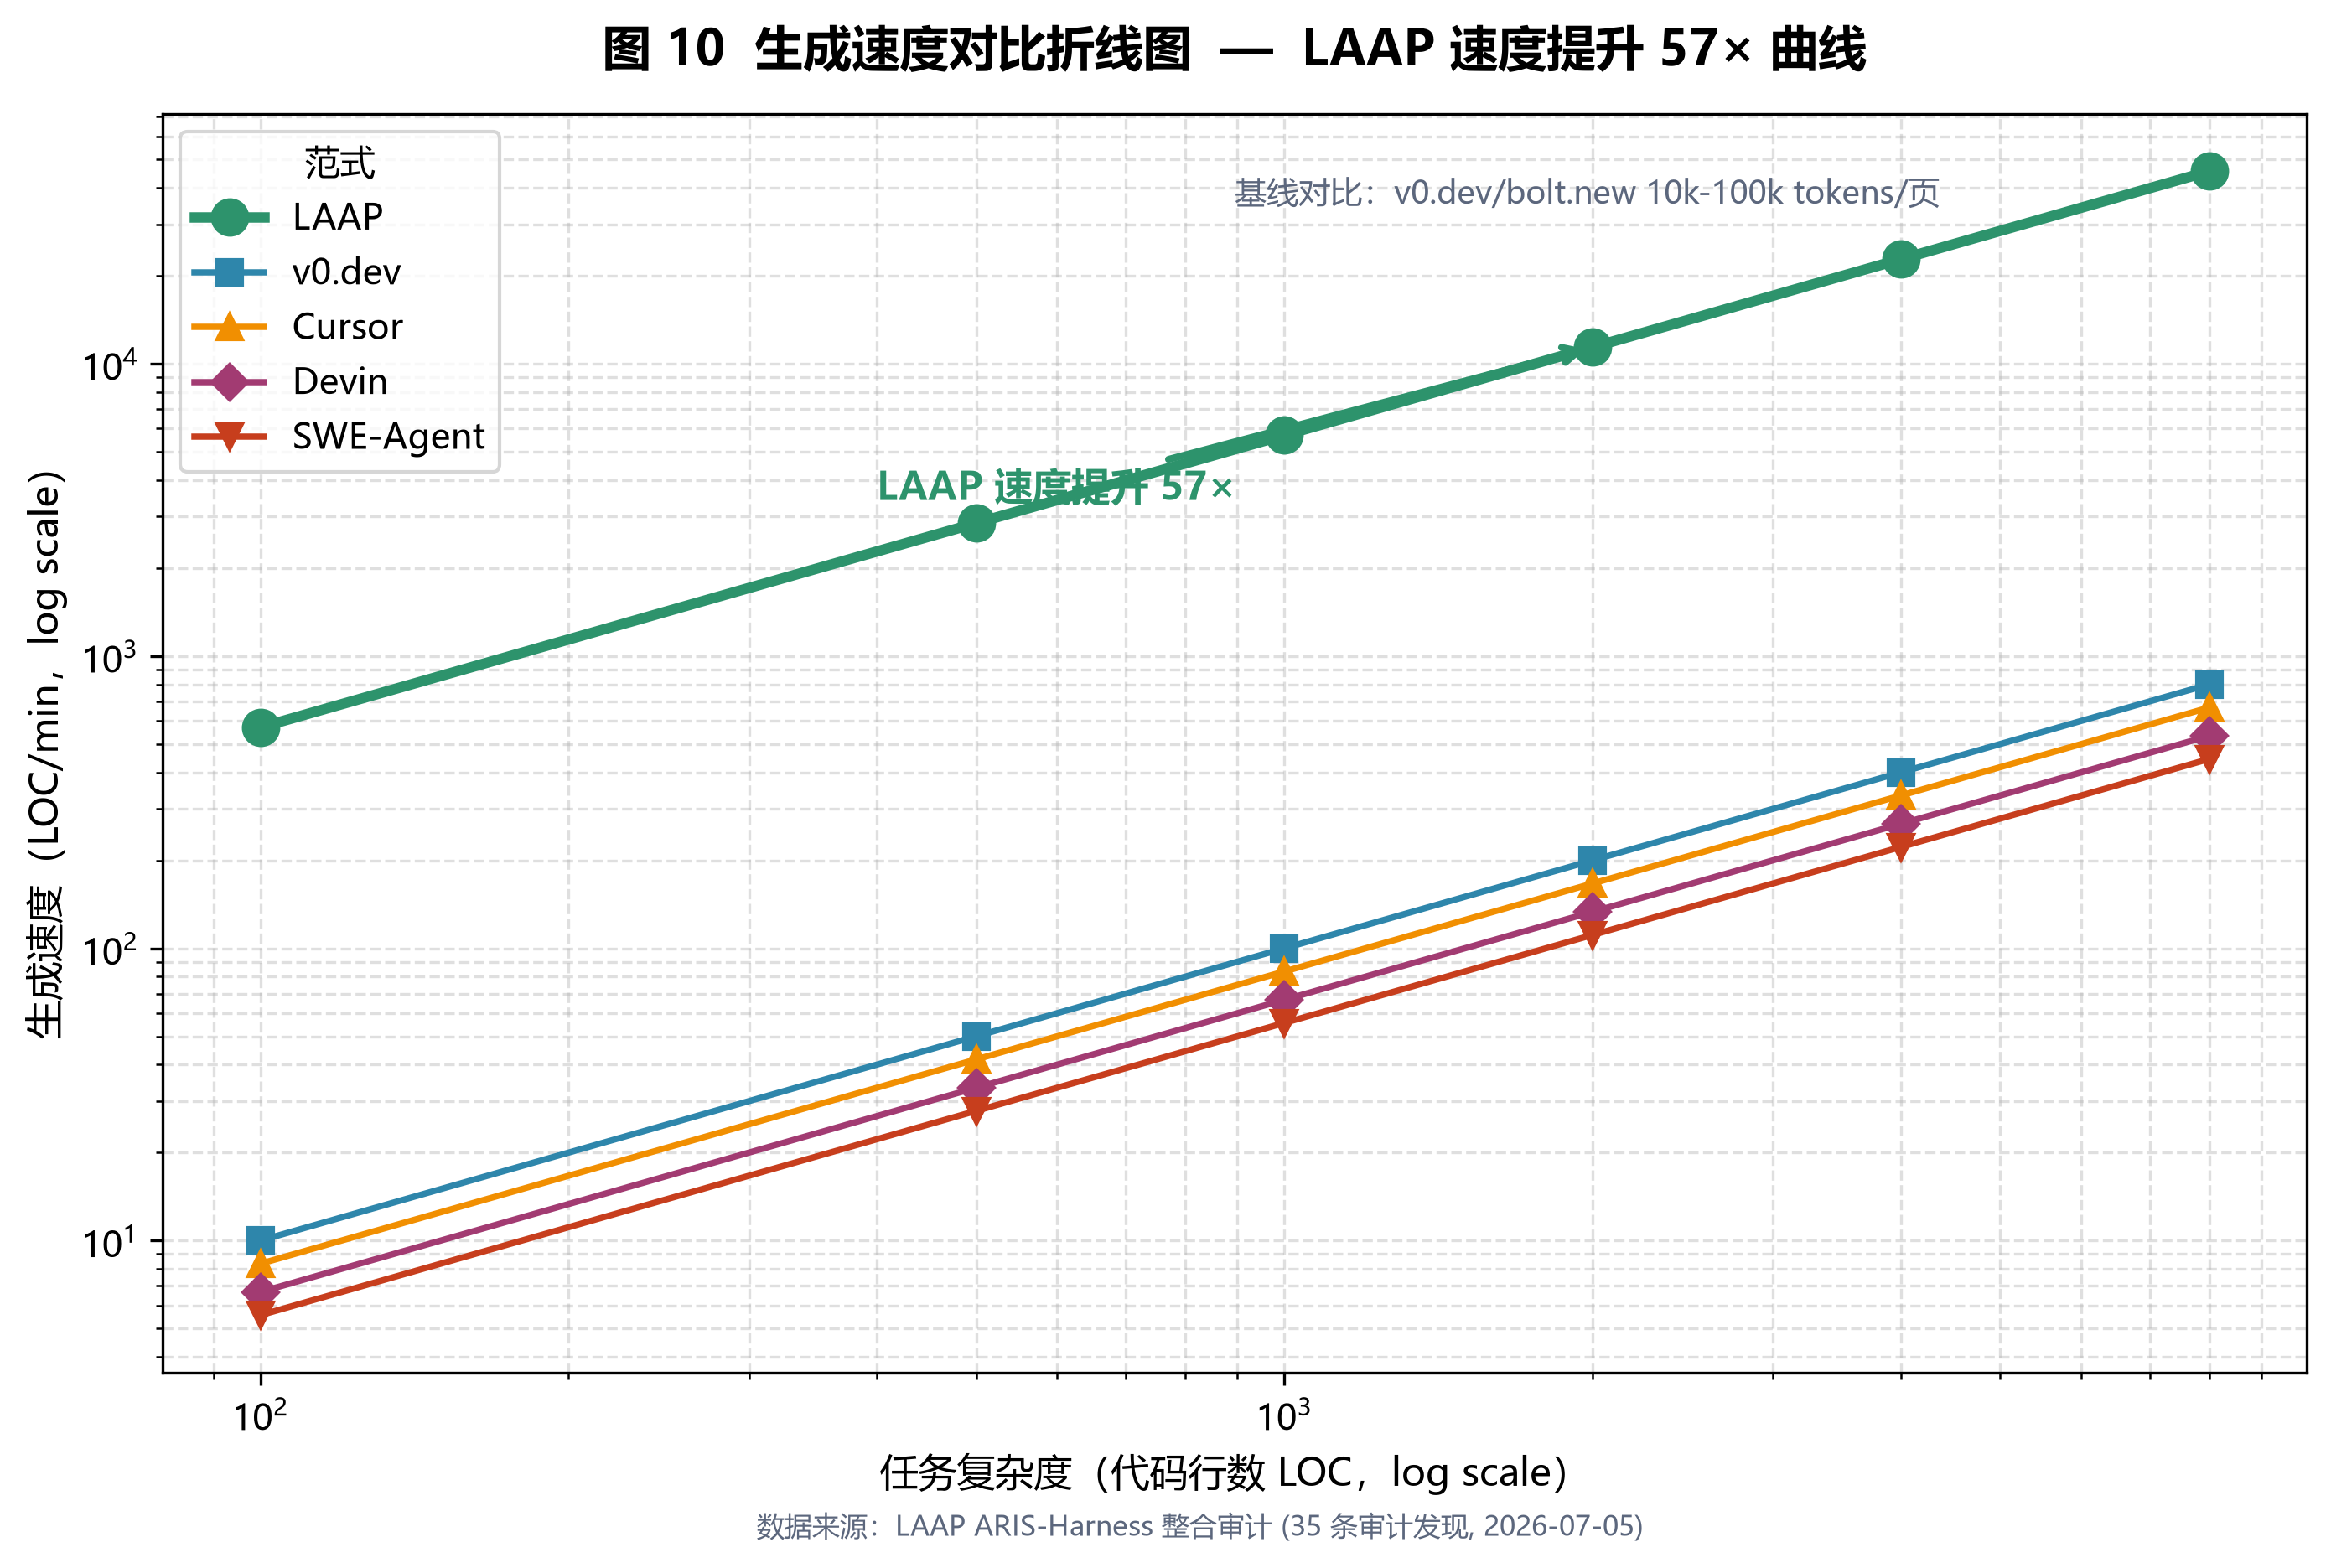 图 10 生成速度对比折线图 — LAAP 速度提升 57× 曲线
范式
LAAP
v0.dev
Cursor
Devin
SWE-Agent
基线对比：v0.dev/bolt.new 10k-100k tokens/页
LAAP 速度提升 57×
生成速度（LOC/min，log scale）
10⁴
10³
10²
10¹
10²
10³
任务复杂度（代码行数 LOC，log scale）
数据来源：LAAP ARIS-Harness 整合审计 (35 条审计发现, 2026-07-05)